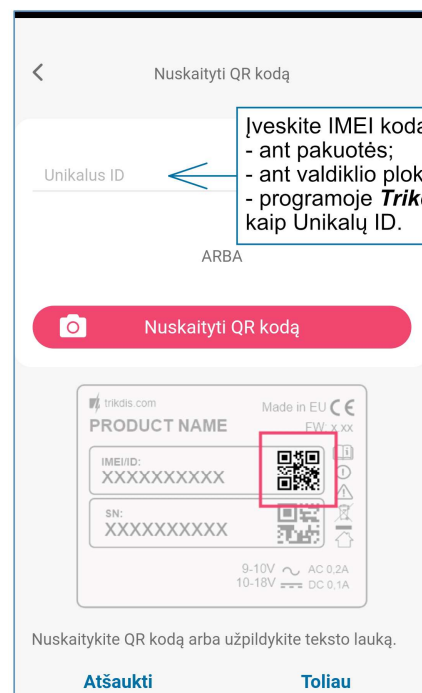 Nuskaityti QR kodą
Įveskite IMEI kodą
- ant pakuotės;
Unikalus ID
- ant valdiklio
- programoje
kaip Unikalų ID.
ARBA
Nuskaityti QR kodą
trikdis.com
Made in EU CE
PRODUCT NAME
FW: x.xx
IMEI/ID:
XXXXXXXXXX
SN:
XXXXXXXXXX
9-10V AC 0.2A
10-18V DC 0.1A
Nuskaitykite QR kodą arba užpildykite teksto lauką.
Atšaukti
Toliau